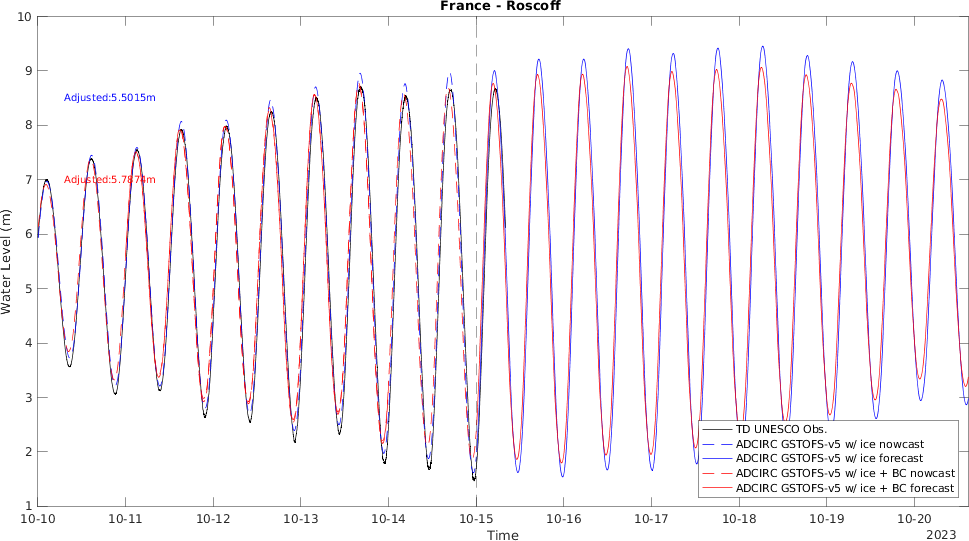 France - Roscoff
10
9
8
7
6
5
4
3
2
1
Water Level (m)
Adjusted:5.5015m
Adjusted:5.7878m
TD UNESCO Obs.
ADCIRC GSTOFS-v5 w/ ice nowcast
ADCIRC GSTOFS-v5 w/ ice forecast
ADCIRC GSTOFS-v5 w/ ice + BC nowcast
ADCIRC GSTOFS-v5 w/ ice + BC forecast
10-10 10-11 10-12 10-13 10-14 10-15 10-16 10-17 10-18 10-19 10-20
Time
2023